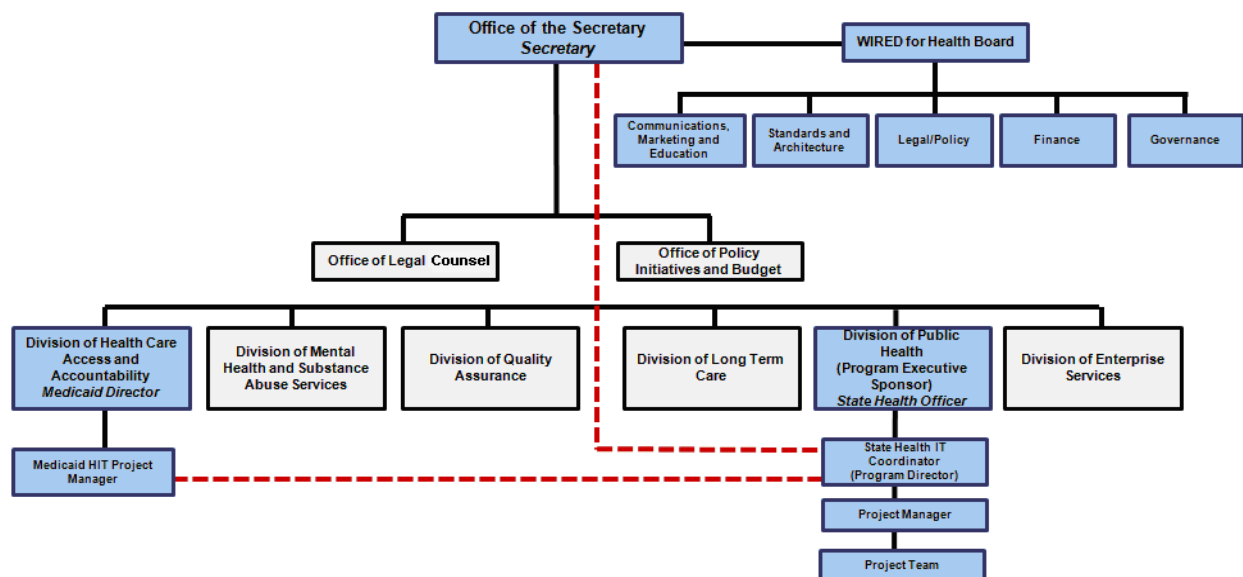 Office of the Secretary
Secretary
WIRED for Health Board
Communications,
Marketing and
Education
Standards and
Architecture
Legal/Policy
Finance
Governance
Office of Legal Counsel
Office of Policy
Initiatives and Budget
Division of Health Care
Access and
Accountability
Medicaid Director
Division of Mental
Health and Substance
Abuse Services
Division of Quality
Assurance
Division of Long Term
Care
Division of Public
Health
(Program Executive
Sponsor)
State Health Officer
Division of Enterprise
Services
Medicaid HIT Project
Manager
State Health IT
Coordinator
(Program Director)
Project Manager
Project Team